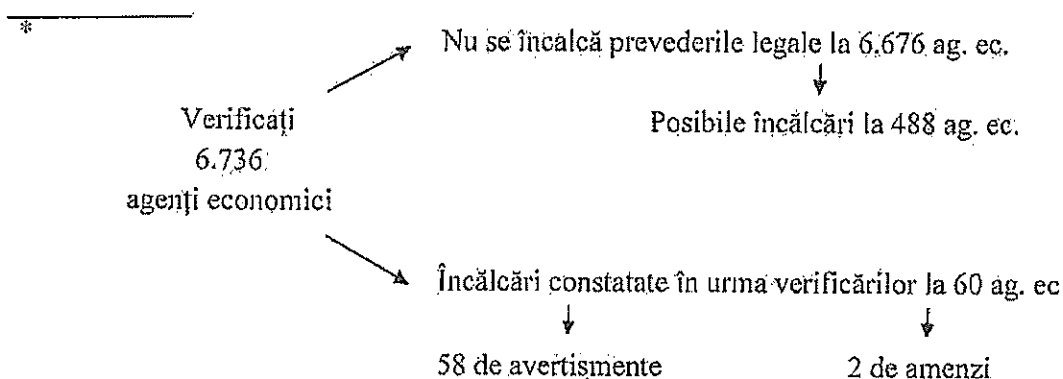 *
Nu se încalcă prevederile legale la 6.676 ag. ec.
Posibile încălcări la 488 ag. ec.
Verificați
6.736
agenți economici
Încălcări constatate în urma verificărilor la 60 ag. ec
58 de avertismente
2 de amenzi